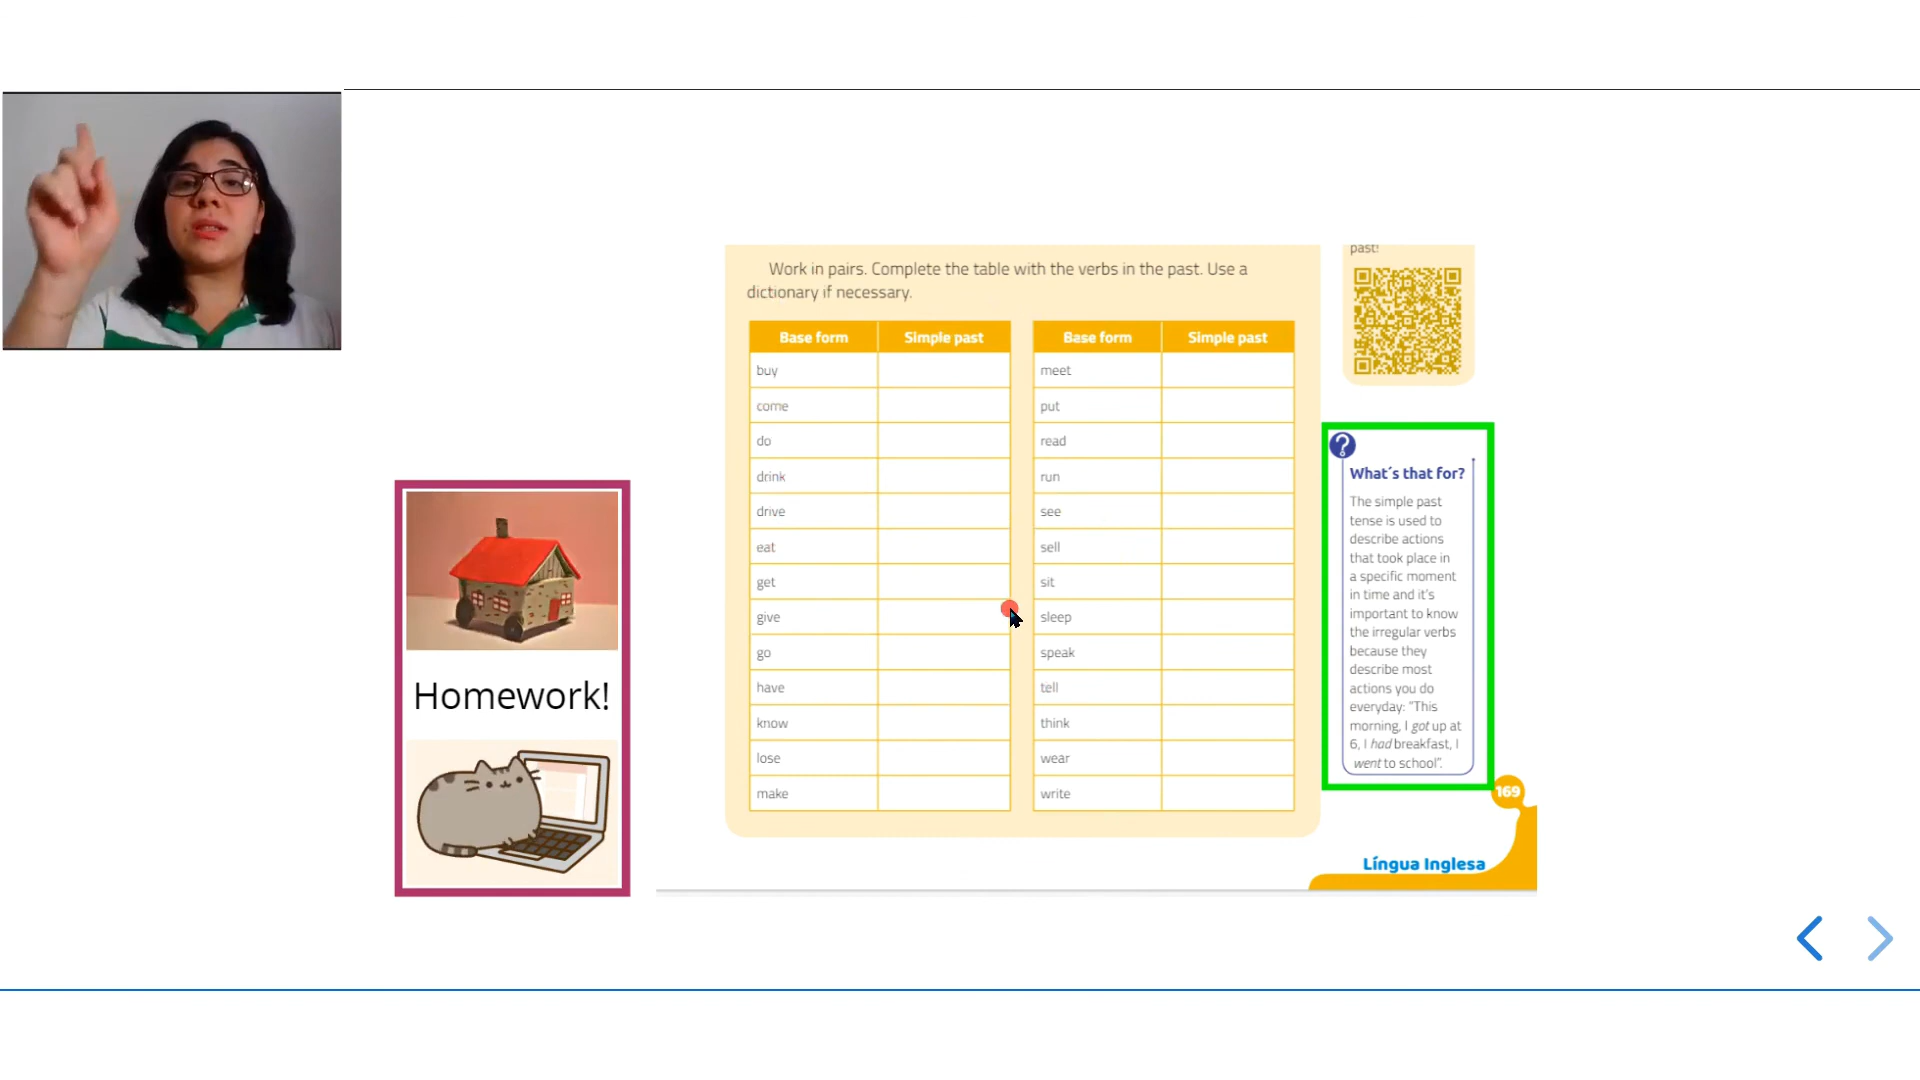 Work in pairs. Complete the table with the verbs in the past. Use a
dictionary if necessary.
Base form Simple past
buy
come
do
drink
drive
eat
get
give
go
have
know
lose
make
Base form Simple past
meet
put
read
run
see
sell
sit
sleep
speak
tell
think
wear
write
past!
?
What´s that for?
The simple past
tense is used to
describe actions
that took place in
a specific moment
in time and it's
important to know
the irregular verbs
because they
describe most
actions you do
everyday: "This
morning, I got up at
6, I had breakfast, I
went to school".
169
Língua Inglesa
Homework!